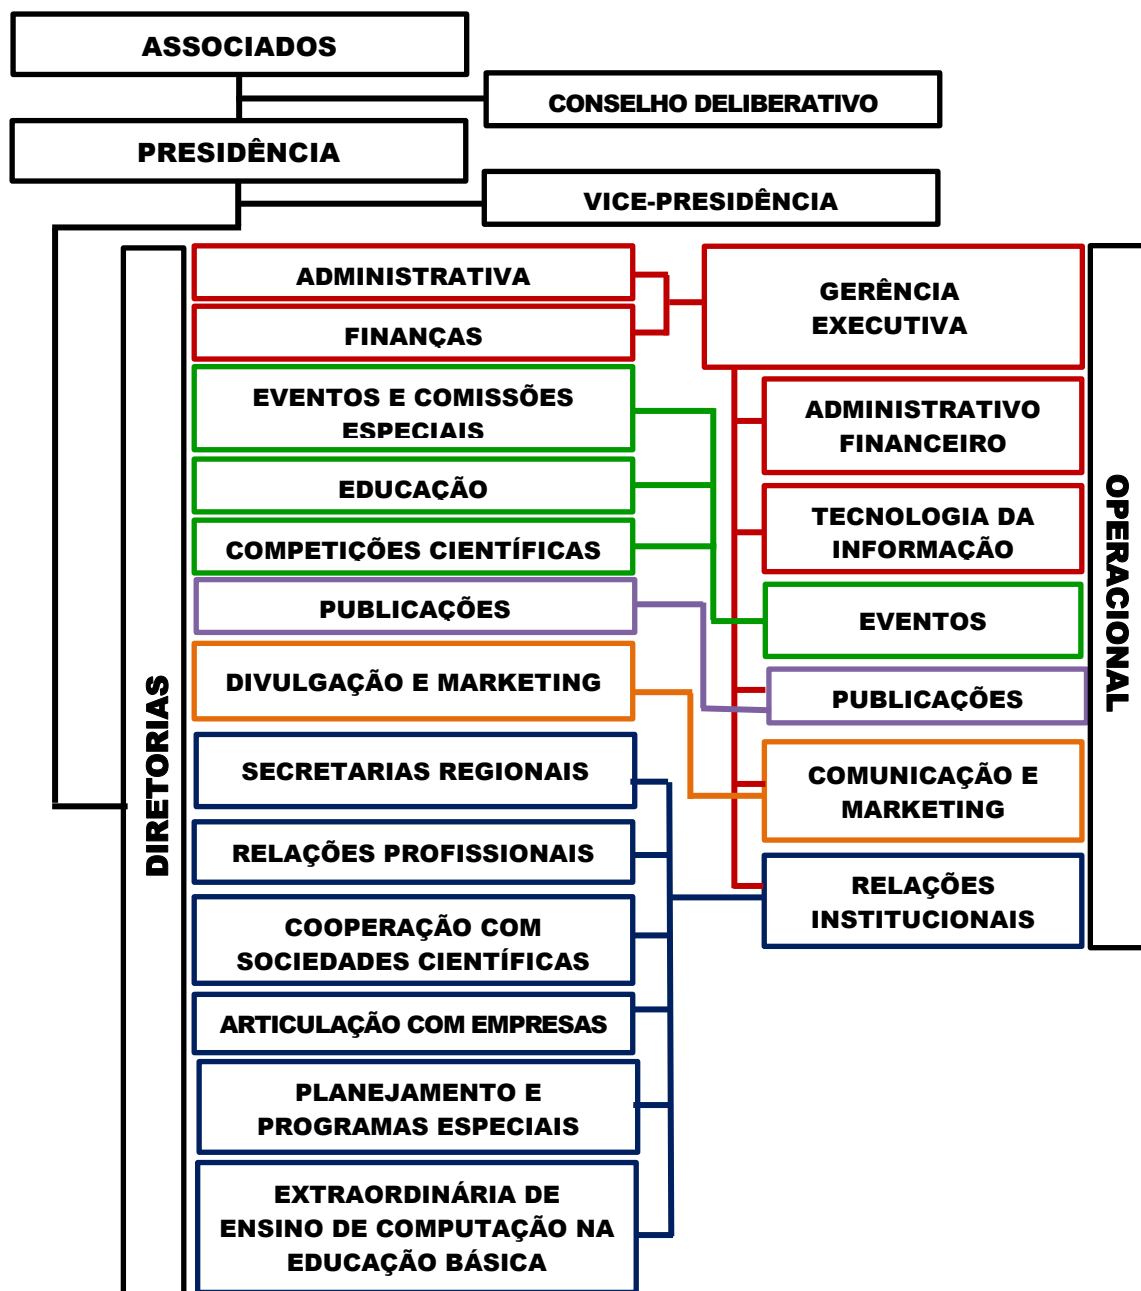 ASSOCIADOS
CONSELHO DELIBERATIVO
PRESIDÊNCIA
VICE-PRESIDÊNCIA
DIRETORIAS
ADMINISTRATIVA
FINANÇAS
EVENTOS E COMISSÕES
ESPECIAIS
EDUCAÇÃO
COMPETIÇÕES CIENTÍFICAS
PUBLICAÇÕES
DIVULGAÇÃO E MARKETING
SECRETARIAS REGIONAIS
RELAÇÕES PROFISSIONAIS
COOPERAÇÃO COM
SOCIEDADES CIENTÍFICAS
ARTICULAÇÃO COM EMPRESAS
PLANEJAMENTO E
PROGRAMAS ESPECIAIS
EXTRAORDINÁRIA DE
ENSINO DE COMPUTAÇÃO NA
EDUCAÇÃO BÁSICA
GERÊNCIA
EXECUTIVA
ADMINISTRATIVO
FINANCEIRO
TECNOLOGIA DA
INFORMAÇÃO
EVENTOS
PUBLICAÇÕES
COMUNICAÇÃO E
MARKETING
RELAÇÕES
INSTITUCIONAIS
OPERACIONAL